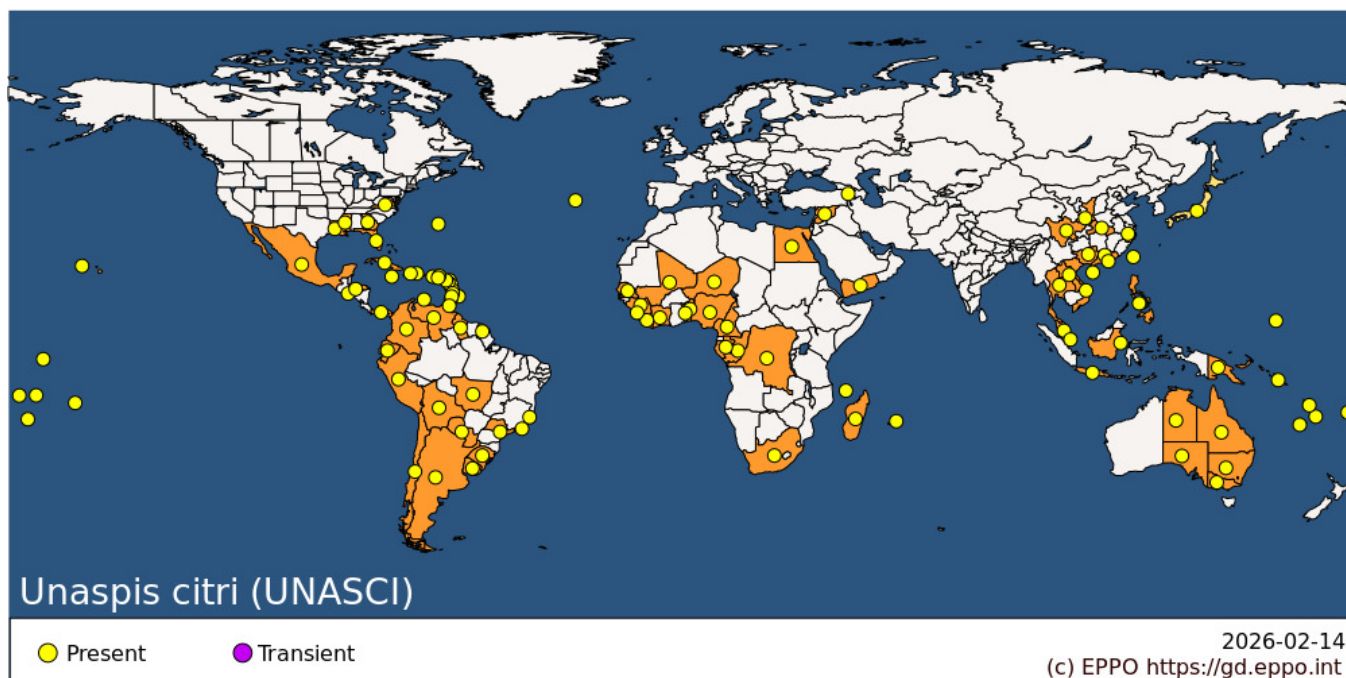 Unaspis citri (UNASCI)
Present
Transient
2026-02-14
(c) EPPO https://gd.eppo.int